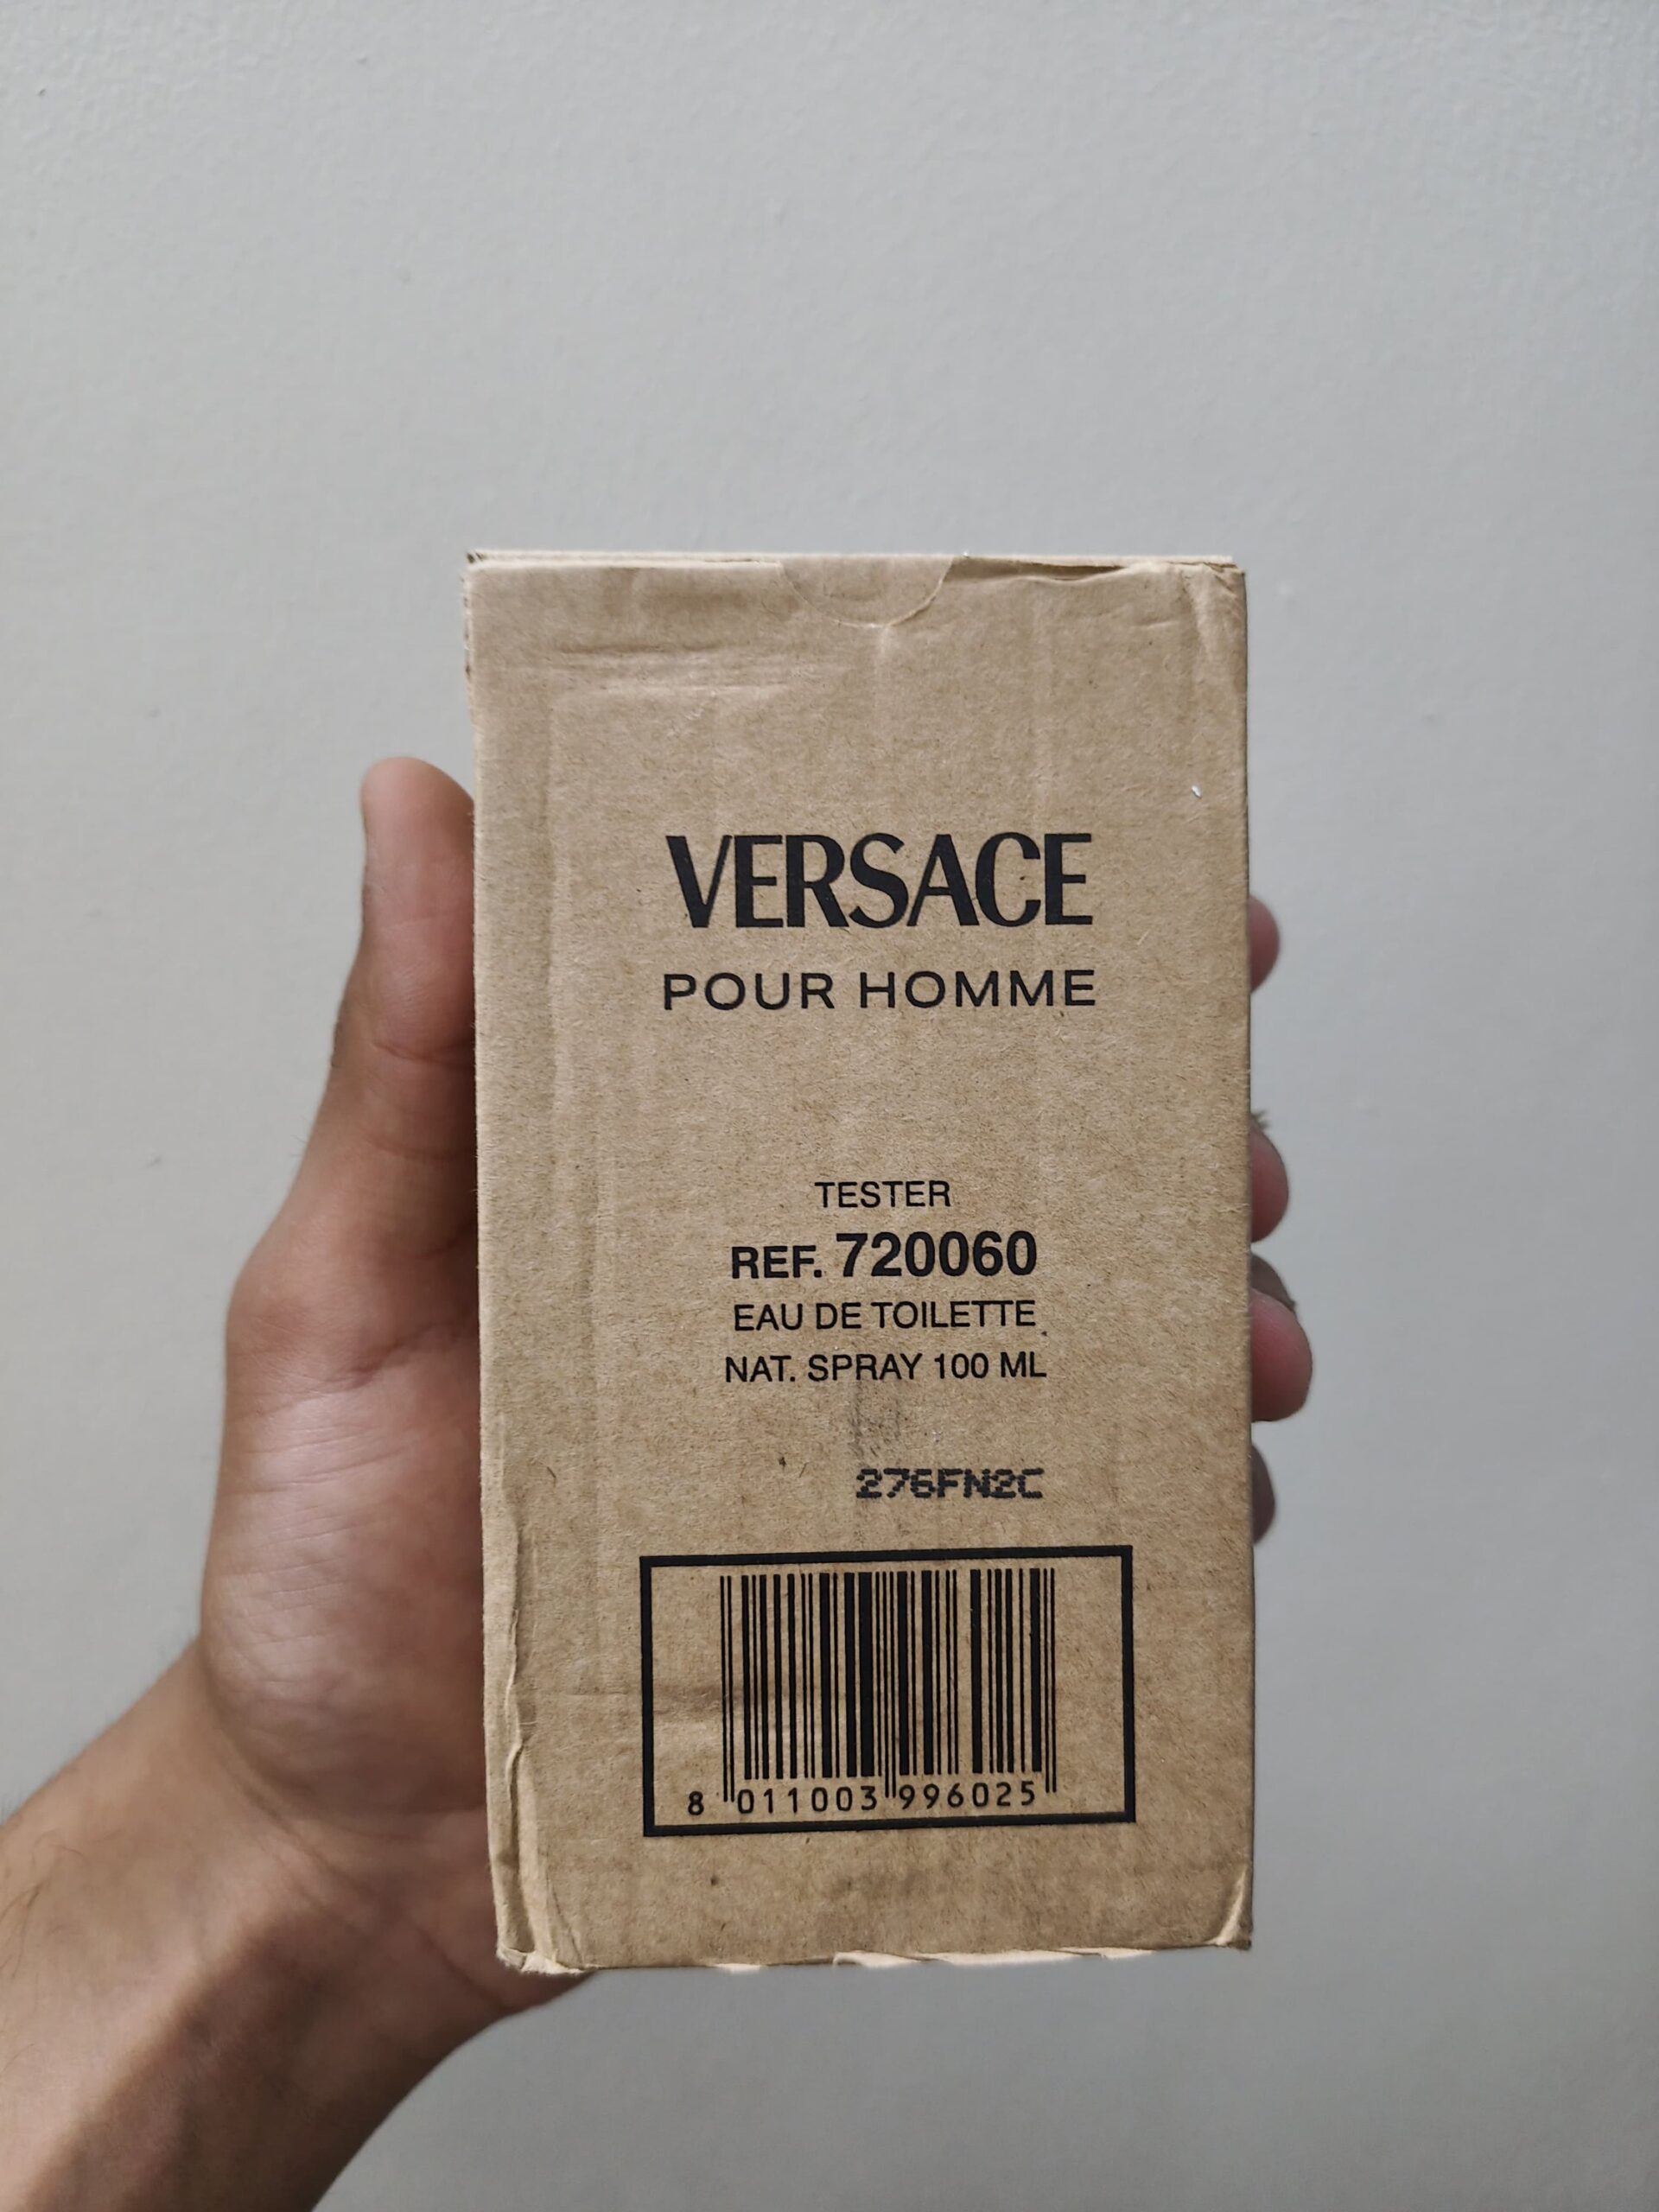 VERSACE
POUR HOMME
TESTER
REF. 720060
EAU DE TOILETTE
NAT. SPRAY 100 ML
276FN2C
8 011003 996025